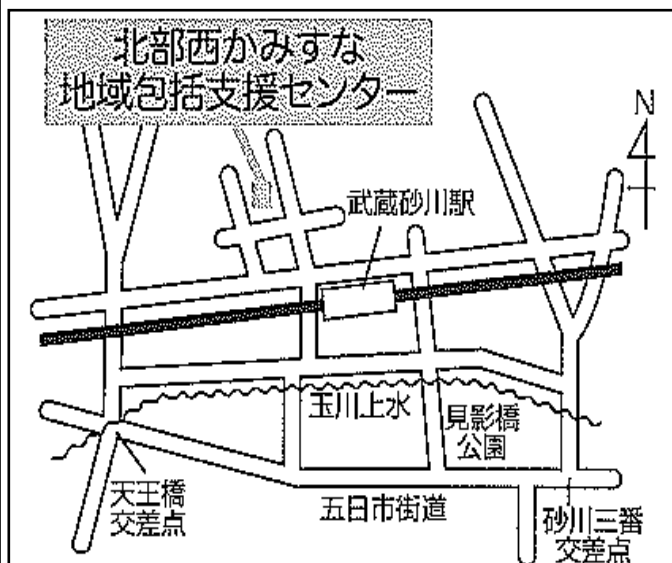 北部西かみすな
地域包括支援センター
N
武蔵砂川駅
玉川上水
見影橋
公園
天王橋
交差点
五日市街道
砂川三番
交差点